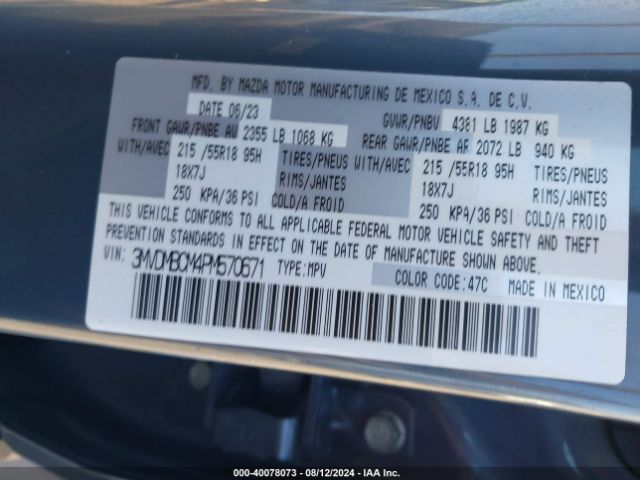 MFD. BY MAZDA MOTOR MANUFACTURING DE MEXICO S.A. DE C.V.
DATE 06/23 GVWR/PNBV 4381 LB 1987 KG
FRONT GAWR/PNBE AV 2355 LB 1068 KG REAR GAWR/PNBE AR 2072 LB 940 KG
WITH/AVEC 215 /55R18 95H TIRES/PNEUS WITH/AVEC 215 /55R18 95H TIRES/PNEUS
18X7J RIMS/JANTES 18X7J RIMS/JANTES
250 KPA/36 PSI COLD/A FROID 250 KPA/36 PSI COLD/A FROID
THIS VEHICLE CONFORMS TO ALL APPLICABLE FEDERAL MOTOR VEHICLE SAFETY AND THEFT
PREVENTION STANDARDS IN EFFECT ON THE DATE OF MANUFACTURE SHOWN ABOVE.
VIN: 3MVDMBCM4PM570671 TYPE:MPV
COLOR CODE:47C MADE IN MEXICO
000-40078073 - 08/12/2024 - IAA Inc.